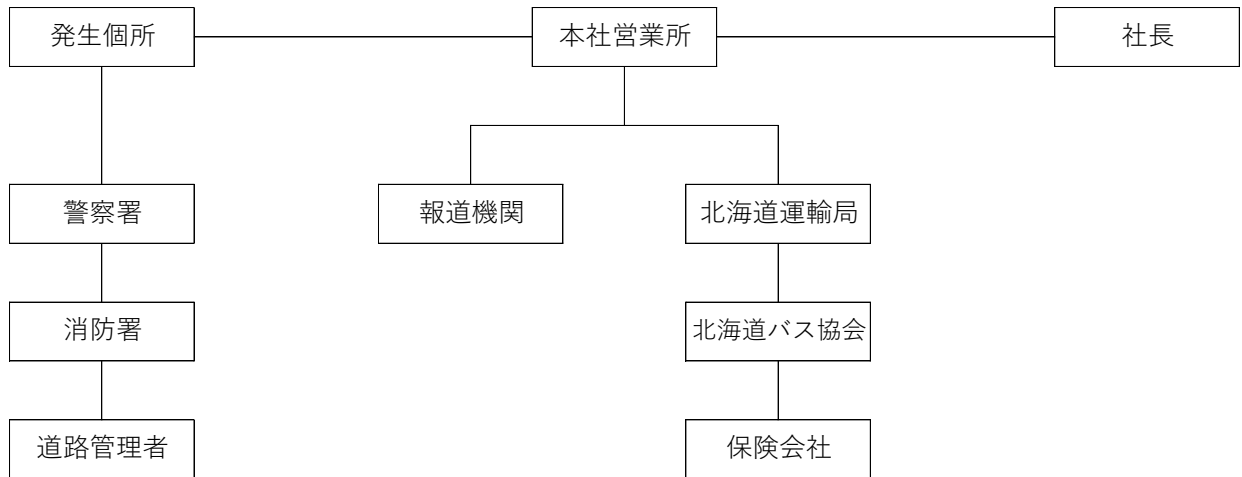 発生個所
本社営業所
社長
警察署
報道機関
北海道運輸局
消防署
北海道バス協会
道路管理者
保険会社